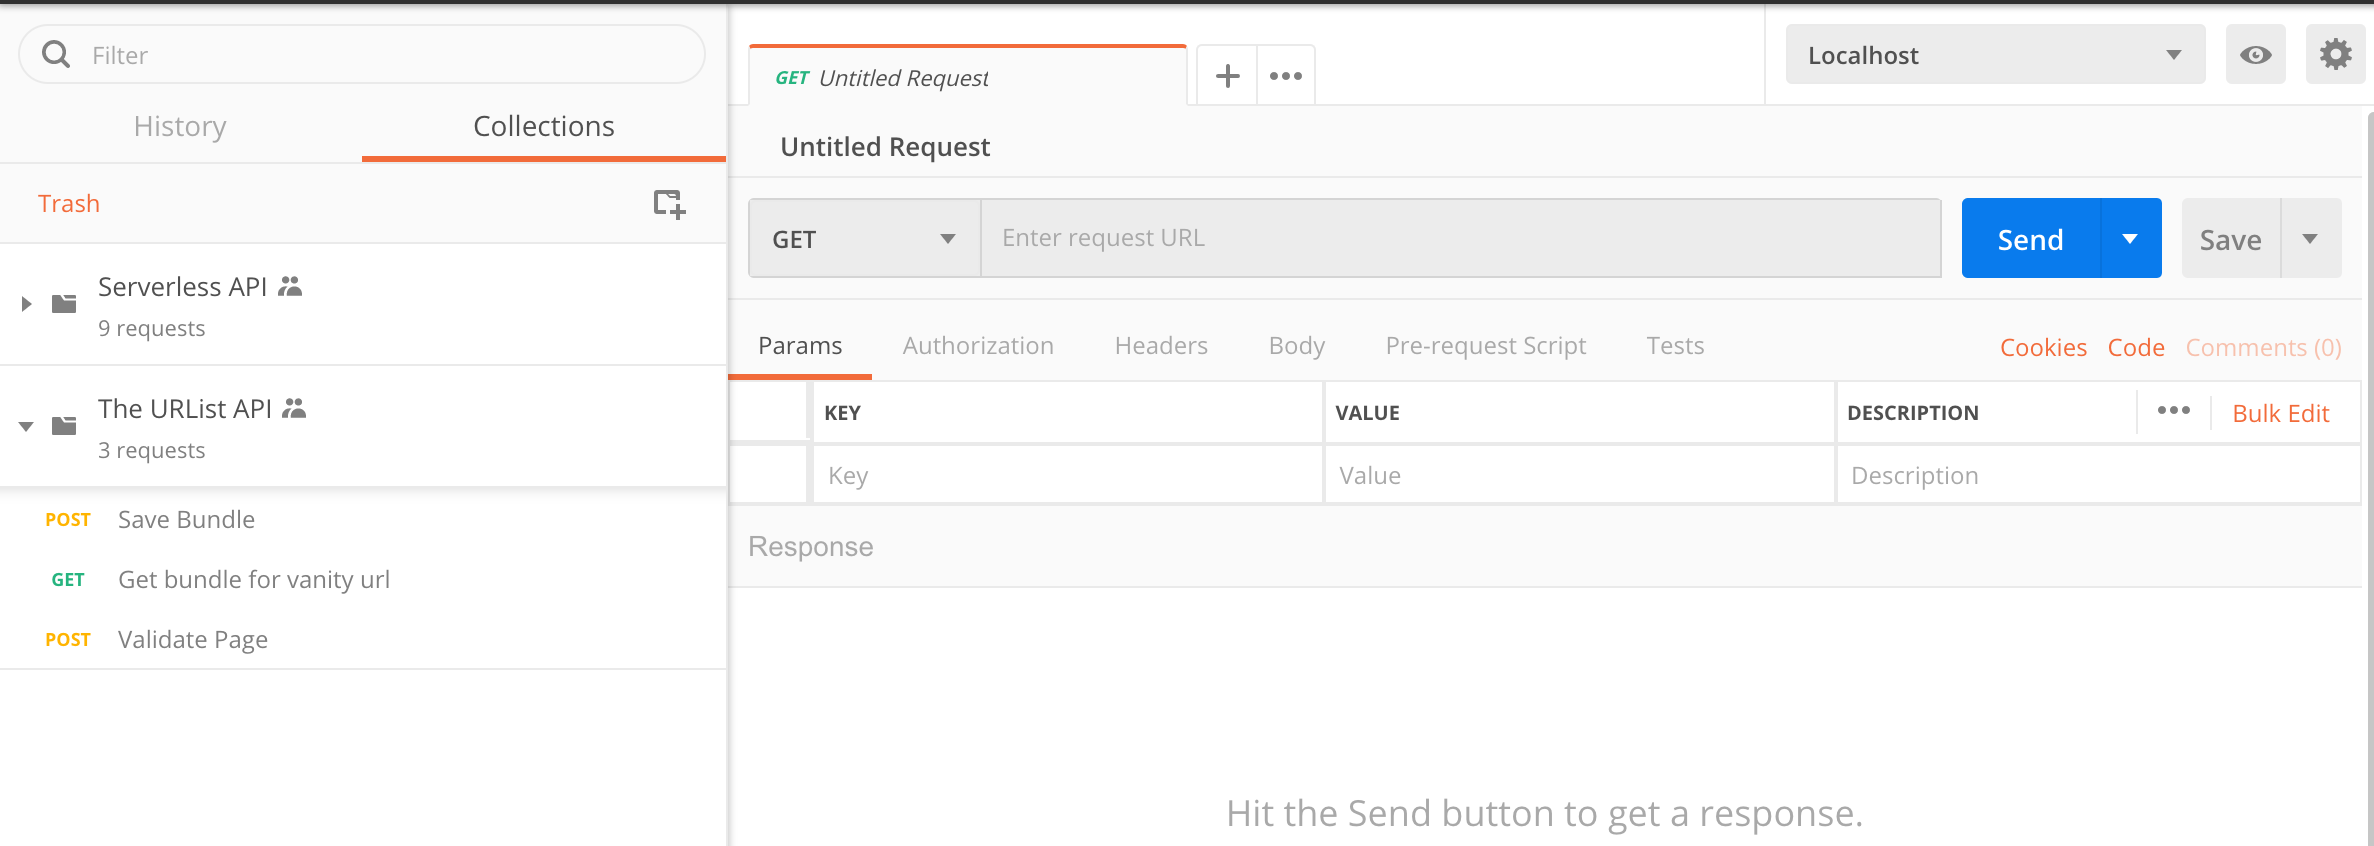 Filter
History Collections
Trash
Serverless API
9 requests
The URList API
3 requests
POST Save Bundle
GET Get bundle for vanity url
POST Validate Page
GET Untitled Request
Localhost
Untitled Request
GET Enter request URL Send Save
Params Authorization Headers Body Pre-request Script Tests Cookies Code Comments (0)
KEY VALUE DESCRIPTION Bulk Edit
Key Value Description
Response
Hit the Send button to get a response.